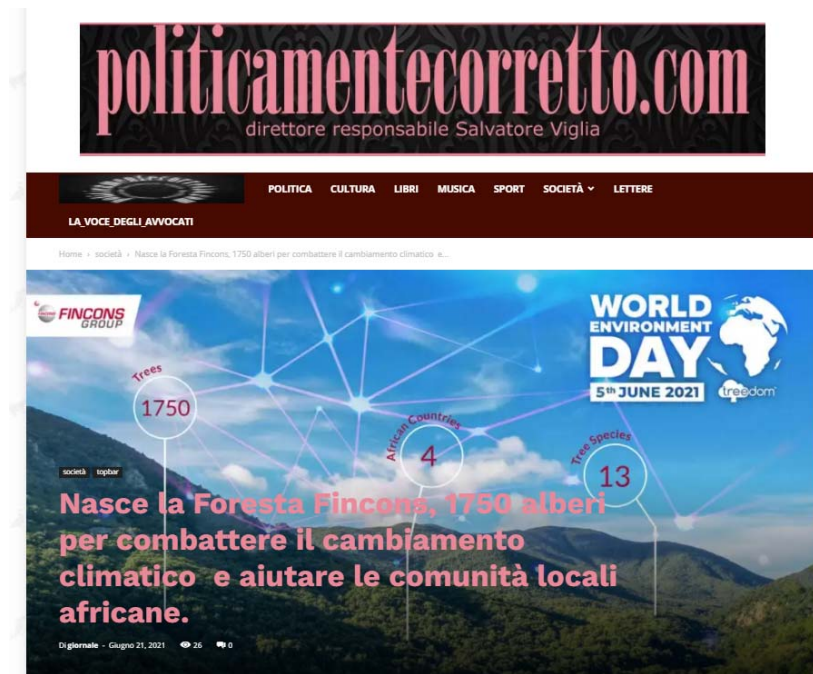 politicamentecorretto.com
direttore responsabile Salvatore Viglia
POLITICA CULTURA LIBRI MUSICA SPORT SOCIETÀ LETTERE
LA_VOCE_DEGLI_AVVOCATI
Home › società › Nasce la Foresta Fincons, 1750 alberi per combattere il cambiamento climatico e...
FINCONS
GROUP
WORLD
ENVIRONMENT
DAY
5th JUNE 2021
treedom
Trees
1750
African Countries
4
Tree Species
13
società topbar
Nasce la Foresta Fincons, 1750 alberi
per combattere il cambiamento
climatico e aiutare le comunità locali
africane.
Di giornale - Giugno 21, 2021 26 0